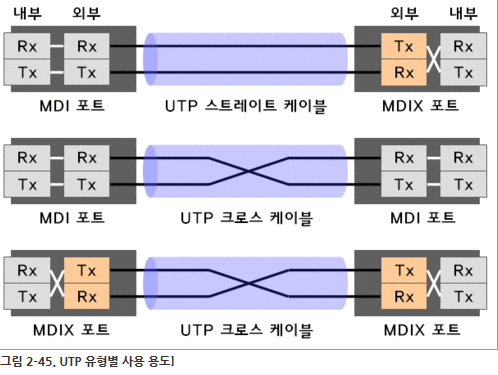 내부 외부 외부 내부
Rx Rx Tx Rx
Tx Tx Rx Tx
MDI 포트 UTP 스트레이트 케이블 MDIX 포트
Rx Rx Rx Rx
Tx Tx Tx Tx
MDI 포트 UTP 크로스 케이블 MDI 포트
Rx Tx Tx Rx
Tx Rx Rx Tx
MDIX 포트 UTP 크로스 케이블 MDIX 포트
그림 2-45. UTP 유형별 사용 용도]